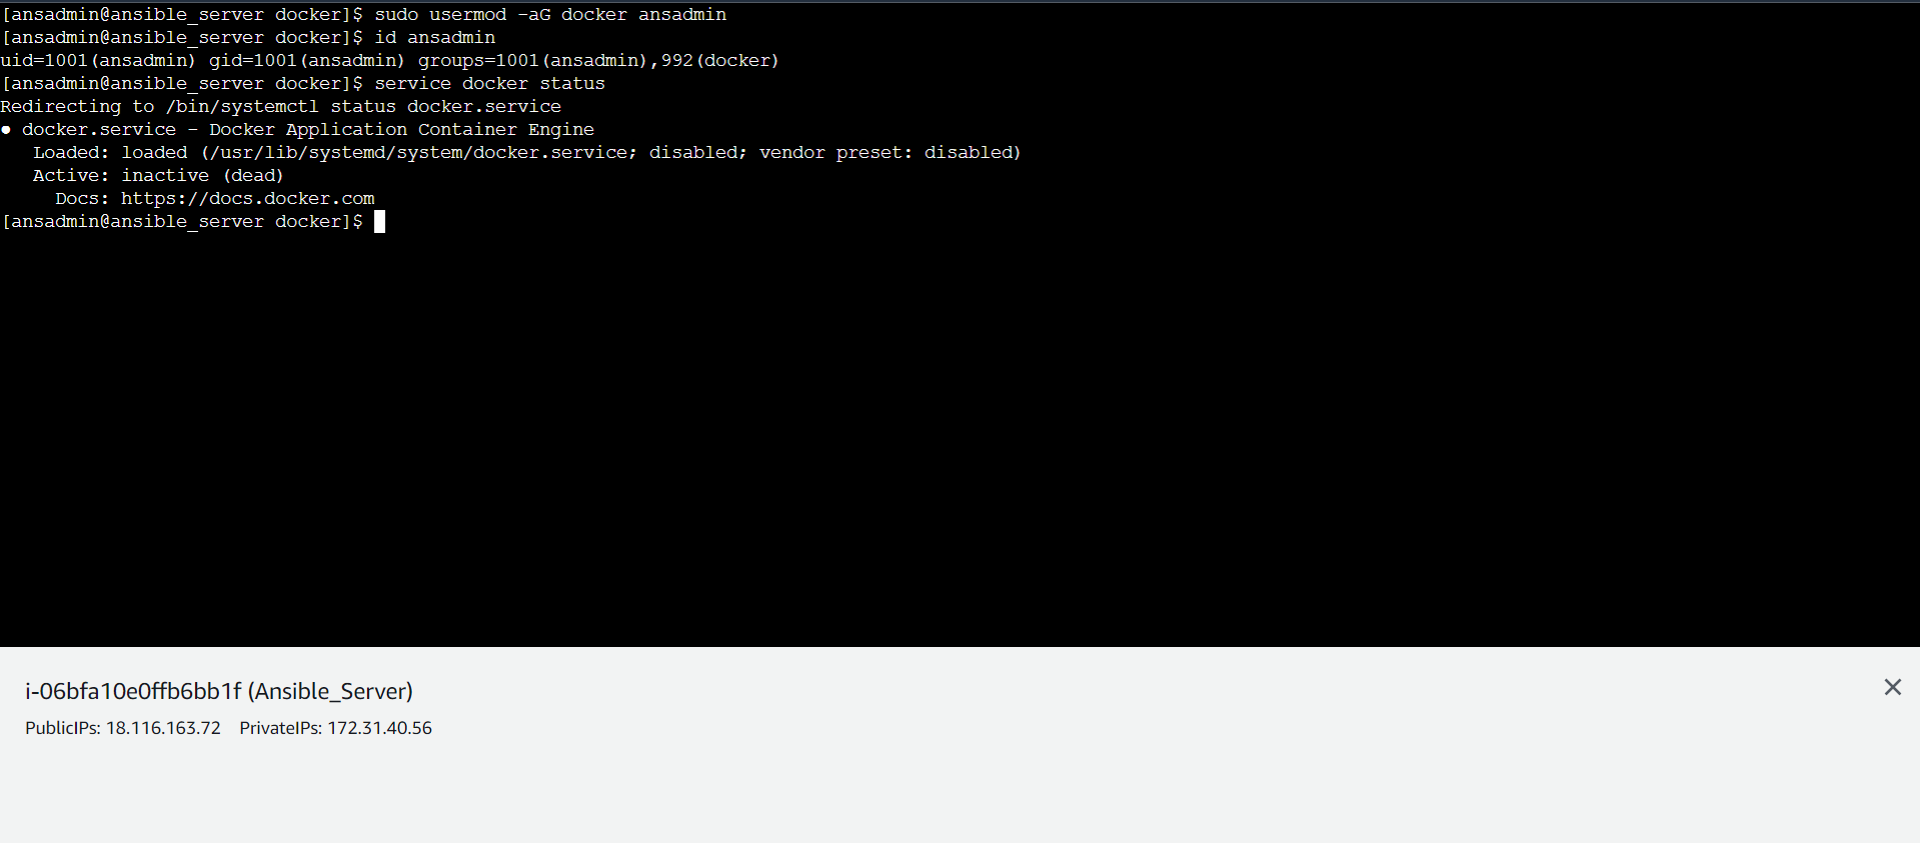 [ansadmin@ansible_server docker]$ sudo usermod -aG docker ansadmin
[ansadmin@ansible_server docker]$ id ansadmin
uid=1001(ansadmin) gid=1001(ansadmin) groups=1001(ansadmin),992(docker)
[ansadmin@ansible_server docker]$ service docker status
Redirecting to /bin/systemctl status docker.service
● docker.service - Docker Application Container Engine
   Loaded: loaded (/usr/lib/systemd/system/docker.service; disabled; vendor preset: disabled)
   Active: inactive (dead)
     Docs: https://docs.docker.com
[ansadmin@ansible_server docker]$
i-06bfa10e0ffb6bb1f (Ansible_Server)
PublicIPs: 18.116.163.72 PrivateIPs: 172.31.40.56